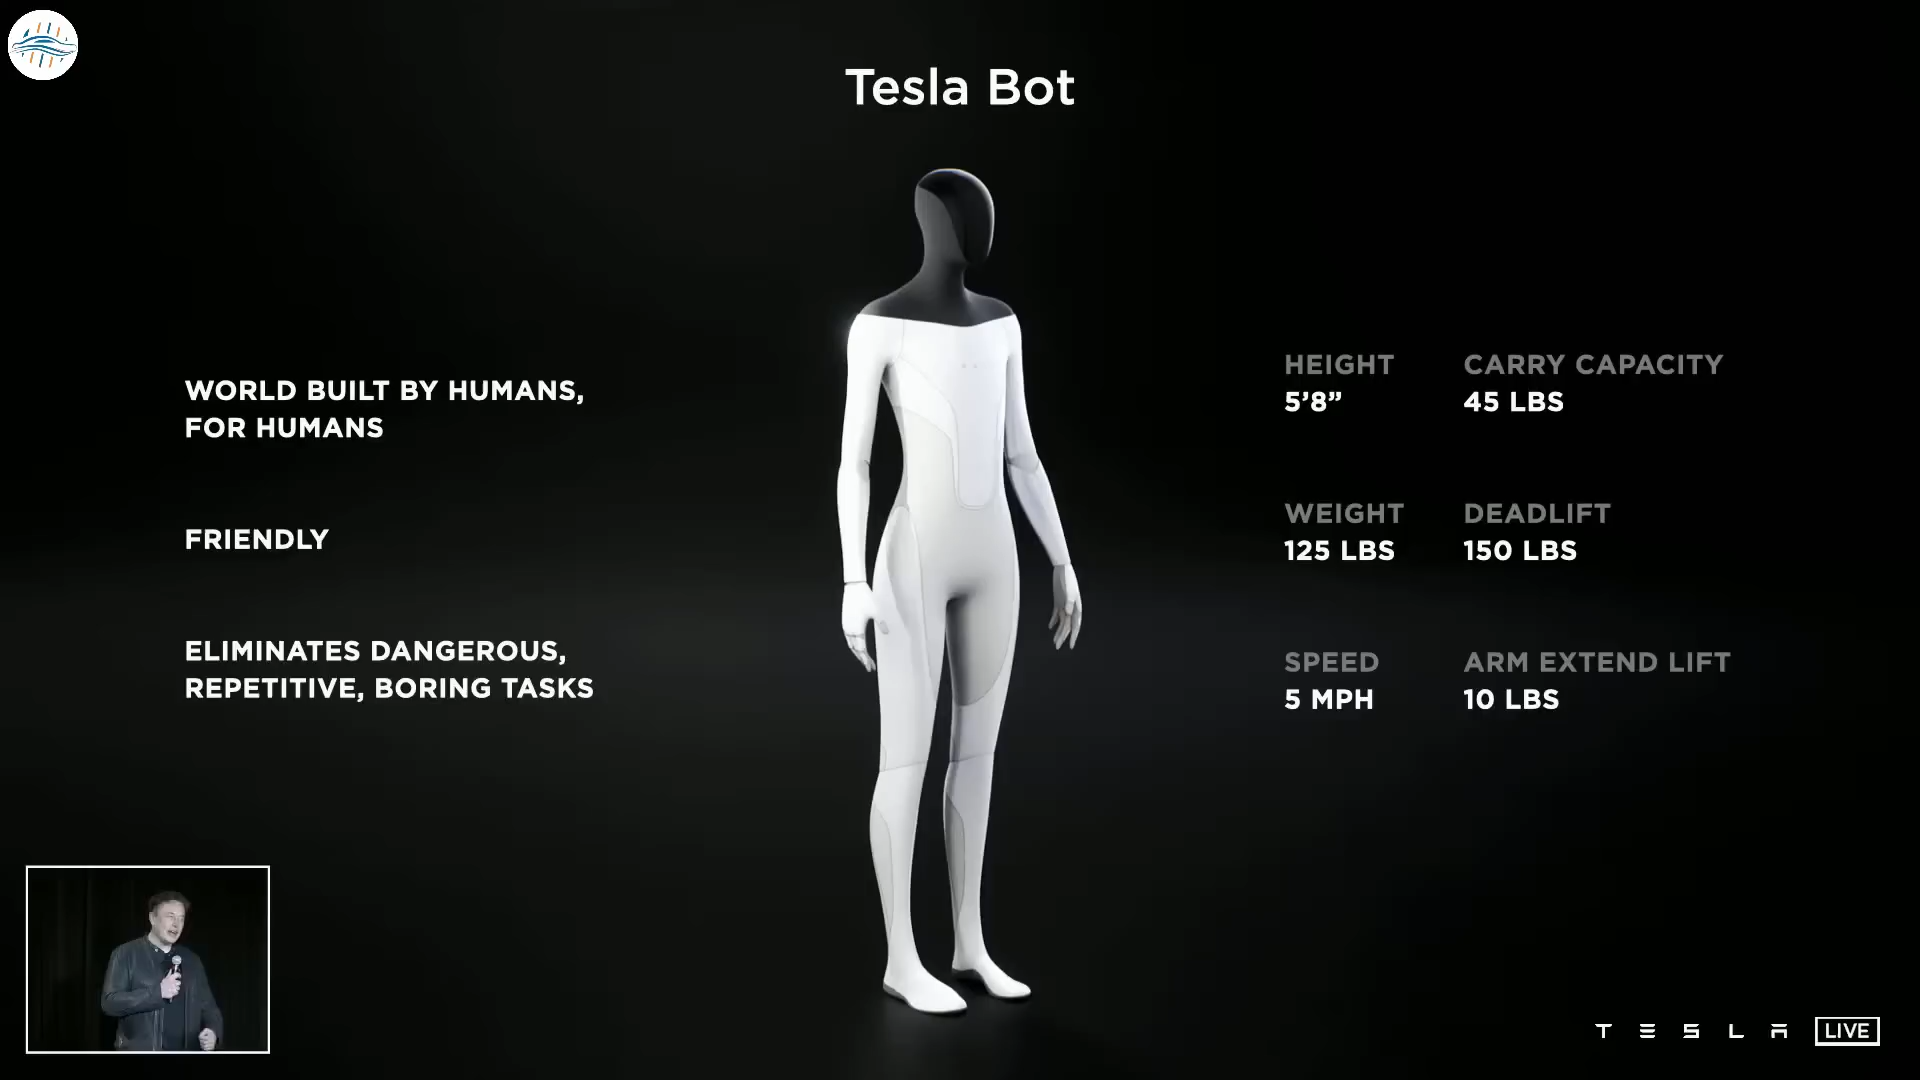 Tesla Bot
WORLD BUILT BY HUMANS,
FOR HUMANS
FRIENDLY
ELIMINATES DANGEROUS,
REPETITIVE, BORING TASKS
HEIGHT
5’8”
CARRY CAPACITY
45 LBS
WEIGHT
125 LBS
DEADLIFT
150 LBS
SPEED
5 MPH
ARM EXTEND LIFT
10 LBS
TESLA LIVE